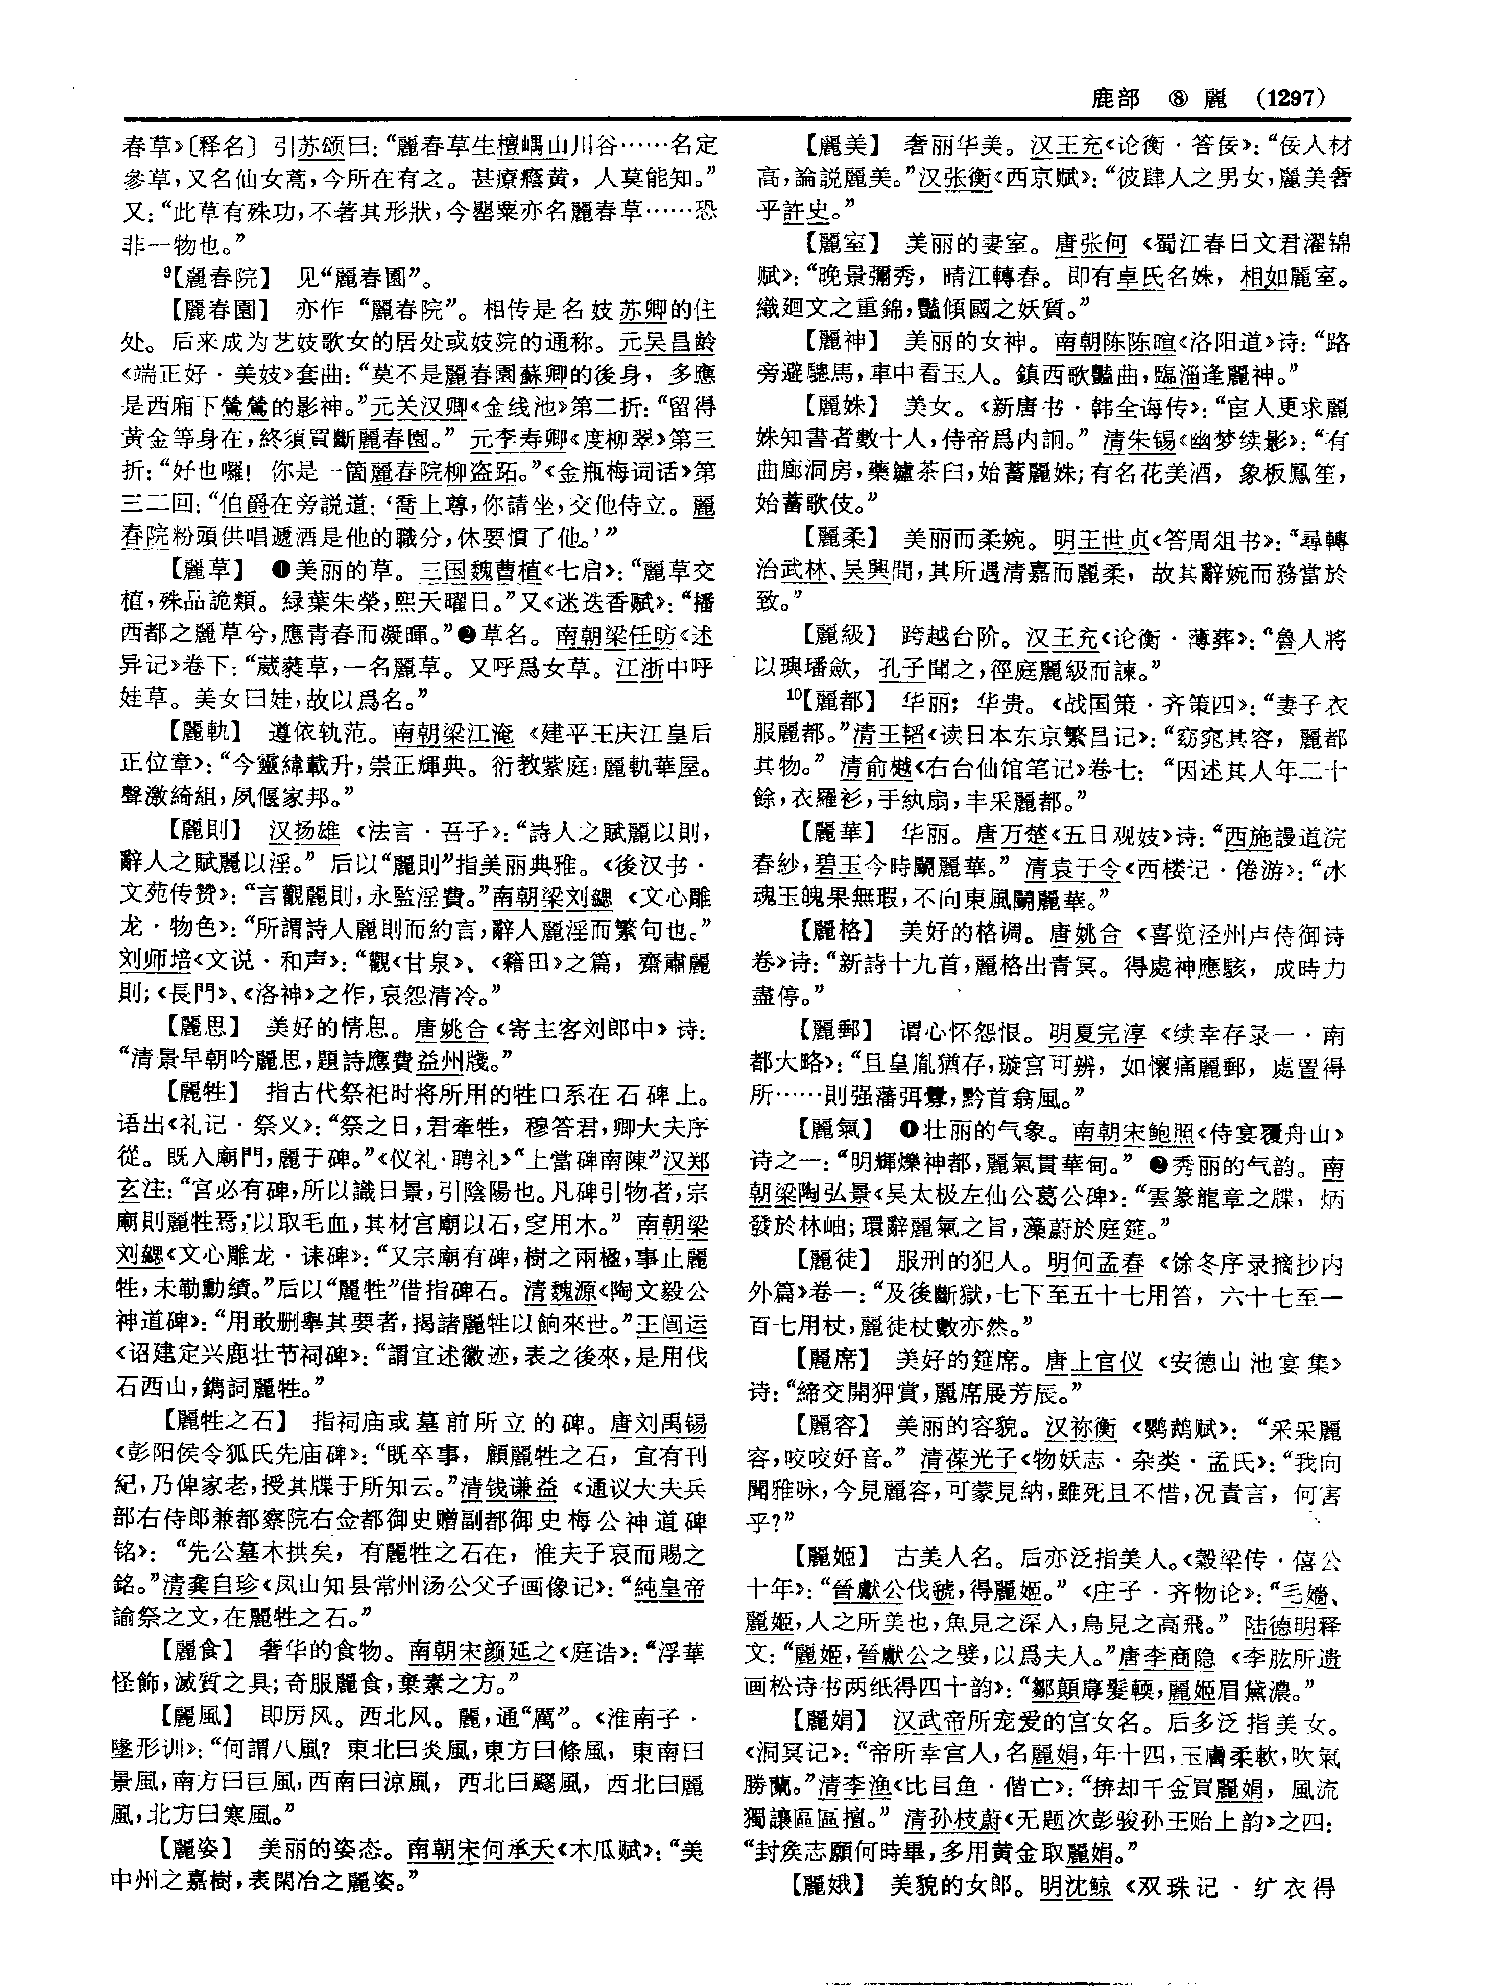 鹿部 ⑧ 麗 (1297)
春草》〔释名〕引苏颂曰：“麗春草生檀嵎山川谷……名定
參草，又名仙女蒿，今所在有之。甚療癊黄，人莫能知。”
又：“此草有殊功，不著其形狀，今罌粟亦名麗春草……恐
非一物也。”
⁹【麗春院】 见“麗春園”。
【麗春園】 亦作“麗春院”。相传是名妓苏卿的住
处。后来成为艺妓歌女的居处或妓院的通称。元吴昌龄
《端正好·美妓》套曲：“莫不是麗春園蘇卿的後身，多應
是西廂下鶯鶯的影神。”元关汉卿《金线池》第二折：“留得
黄金等身在，終須買斷麗春園。” 元李寿卿《度柳翠》第三
折：“好也囉！你是一箇麗春院柳盜跖。”《金瓶梅词话》第
三二回：“伯爵在旁説道：‘喬上尊，你請坐，交他侍立。麗
春院粉頭供唱遞酒是他的職分，休要慣了他。’”
【麗草】 ❶美丽的草。三国魏曹植《七启》：“麗草交
植，殊品詭類。緑葉朱榮，熙天曜日。”又《迷迭香赋》：“播
西都之麗草兮，應青春而凝暉。”❷草名。南朝梁任昉《述
异记》卷下：“葳蕤草，一名麗草。又呼爲女草。江浙中呼
娃草。美女曰娃，故以爲名。”
【麗軌】 遵依轨范。南朝梁江淹《建平王庆江皇后
正位章》：“今靈緯載升，崇正輝典。衍教紫庭，麗軌華屋。
聲激綺組，夙偃家邦。”
【麗則】 汉扬雄《法言·吾子》：“詩人之賦麗以則，
辭人之賦麗以淫。” 后以“麗則”指美丽典雅。《後汉书·
文苑传赞》：“言觀麗則，永監淫費。”南朝梁刘勰《文心雕
龙·物色》：“所謂詩人麗則而約言，辭人麗淫而繁句也。”
刘师培《文说·和声》：“觀《甘泉》、《籍田》之篇，齋肅麗
則；《長門》、《洛神》之作，哀怨清冷。”
【麗思】 美好的情思。唐姚合《寄主客刘郎中》诗：
“清景早朝吟麗思，題詩應費益州牋。”
【麗牲】 指古代祭祀时将所用的牲口系在石碑上。
语出《礼记·祭义》：“祭之日，君牽牲，穆答君，卿大夫序
從。既入廟門，麗于碑。”《仪礼·聘礼》“上當碑南陳”汉郑
玄注：“宫必有碑，所以識日景，引陰陽也。凡碑引物者，宗
廟則麗牲焉，以取毛血，其材宫廟以石，窆用木。” 南朝梁
刘勰《文心雕龙·诔碑》：“又宗廟有碑，樹之兩楹，事止麗
牲，未勒勳績。”后以“麗牲”借指碑石。清魏源《陶文毅公
神道碑》：“用敢删舉其要者，揭諸麗牲以餉來世。”王闿运
《诏建定兴鹿壮节祠碑》：“謂宜述徽迹，表之後來，是用伐
石西山，鐫詞麗牲。”
【麗牲之石】 指祠庙或墓前所立的碑。唐刘禹锡
《彭阳侯令狐氏先庙碑》：“既卒事，顧麗牲之石，宜有刊
紀，乃俾家老，授其牒于所知云。”清钱谦益《通议大夫兵
部右侍郎兼都察院右佥都御史赠副都御史梅公神道碑
铭》：“先公墓木拱矣，有麗牲之石在，惟夫子哀而賜之
銘。”清龚自珍《凤山知县常州汤公父子画像记》：“純皇帝
諭祭之文，在麗牲之石。”
【麗食】 奢华的食物。南朝宋颜延之《庭诰》：“浮華
怪飾，滅質之具；奇服麗食，棄素之方。”
【麗風】 即厉风。西北风。麗，通“厲”。《淮南子·
墬形训》：“何謂八風？東北曰炎風，東方曰條風，東南曰
景風，南方曰巨風，西南曰涼風，西北曰飂風，西北曰麗
風，北方曰寒風。”
【麗姿】 美丽的姿态。南朝宋何承天《木瓜赋》：“美
中州之嘉樹，表閑冶之麗姿。”
【麗美】 奢丽华美。汉王充《论衡·答佞》：“佞人材
高，論説麗美。”汉张衡《西京赋》：“彼肆人之男女，麗美奢
乎許史。”
【麗室】 美丽的妻室。唐张何《蜀江春日文君濯锦
赋》：“晚景彌秀，晴江轉春。即有卓氏名姝，相如麗室。
織廻文之重錦，豔傾國之妖質。”
【麗神】 美丽的女神。南朝陈陈暄《洛阳道》诗：“路
旁避驄馬，車中看玉人。鎮西歌豔曲，臨淄逢麗神。”
【麗姝】 美女。《新唐书·韩全诲传》：“宦人更求麗
姝知書者數十人，侍帝爲内詗。” 清朱锡《幽梦续影》：“有
曲廊洞房，藥鑪茶臼，始蓄麗姝；有名花美酒，象板鳳笙，
始蓄歌伎。”
【麗柔】 美丽而柔婉。明王世贞《答周俎书》：“尋轉
治武林、吴興間，其所遇清嘉而麗柔，故其辭婉而務當於
致。”
【麗級】 跨越台阶。汉王充《论衡·薄葬》：“魯人將
以璵璠斂，孔子聞之，徑庭麗級而諫。”
¹⁰【麗都】 华丽；华贵。《战国策·齐策四》：“妻子衣
服麗都。”清王韬《读日本东京繁昌记》：“窈窕其容，麗都
其物。” 清俞樾《右台仙馆笔记》卷七：“因述其人年二十
餘，衣羅衫，手紈扇，丰采麗都。”
【麗華】 华丽。唐万楚《五日观妓》诗：“西施謾道浣
春紗，碧玉今時鬭麗華。” 清袁于令《西楼记·倦游》：“冰
魂玉魄果無瑕，不向東風鬭麗華。”
【麗格】 美好的格调。唐姚合《喜览泾州卢侍御诗
卷》诗：“新詩十九首，麗格出青冥。得處神應駭，成時力
盡停。”
【麗郵】 谓心怀怨恨。明夏完淳《续幸存录一·南
都大略》：“且皇胤猶存，璇宫可辨，如懷痛麗郵，處置得
所……則强藩弭釁，黔首翕風。”
【麗氣】 ❶壮丽的气象。南朝宋鲍照《侍宴覆舟山》
诗之一：“明輝爍神都，麗氣貫華甸。” ❷秀丽的气韵。南
朝梁陶弘景《吴太极左仙公葛公碑》：“雲篆龍章之牒，炳
發於林岫；環辭麗氣之旨，藻蔚於庭筵。”
【麗徒】 服刑的犯人。明何孟春《馀冬序录摘抄内
外篇》卷一：“及後斷獄，七下至五十七用笞，六十七至一
百七用杖，麗徒杖數亦然。”
【麗席】 美好的筵席。唐上官仪《安德山池宴集》
诗：“締交開狎賞，麗席展芳辰。”
【麗容】 美丽的容貌。汉祢衡《鹦鹉赋》：“采采麗
容，咬咬好音。” 清葆光子《物妖志·杂类·孟氏》：“我向
聞雅咏，今見麗容，可蒙見納，雖死且不惜，况責言，何害
乎？”
【麗姬】 古美人名。后亦泛指美人。《穀梁传·僖公
十年》：“晉獻公伐虢，得麗姬。”《庄子·齐物论》：“毛嬙、
麗姬，人之所美也，魚見之深入，鳥見之高飛。” 陆德明释
文：“麗姬，晉獻公之嬖，以爲夫人。”唐李商隐《李肱所遗
画松诗书两纸得四十韵》：“鄒顛蓐髮軟，麗姬眉黛濃。”
【麗娟】 汉武帝所宠爱的宫女名。后多泛指美女。
《洞冥记》：“帝所幸宫人，名麗娟，年十四，玉膚柔軟，吹氣
勝蘭。”清李渔《比目鱼·偕亡》：“拚却千金買麗娟，風流
獨讓區區擅。” 清孙枝蔚《无题次彭骏孙王贻上韵》之四：
“封矦志願何時畢，多用黄金取麗娟。”
【麗娥】 美貌的女郎。明沈鲸《双珠记·纩衣得